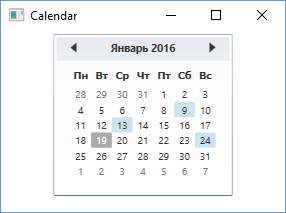 Calendar
Январь 2016
Пн Вт Ср Чт Пт Сб Вс
28 29 30 31 1 2 3
4 5 6 7 8 9 10
11 12 13 14 15 16 17
18 19 20 21 22 23 24
25 26 27 28 29 30 31
1 2 3 4 5 6 7